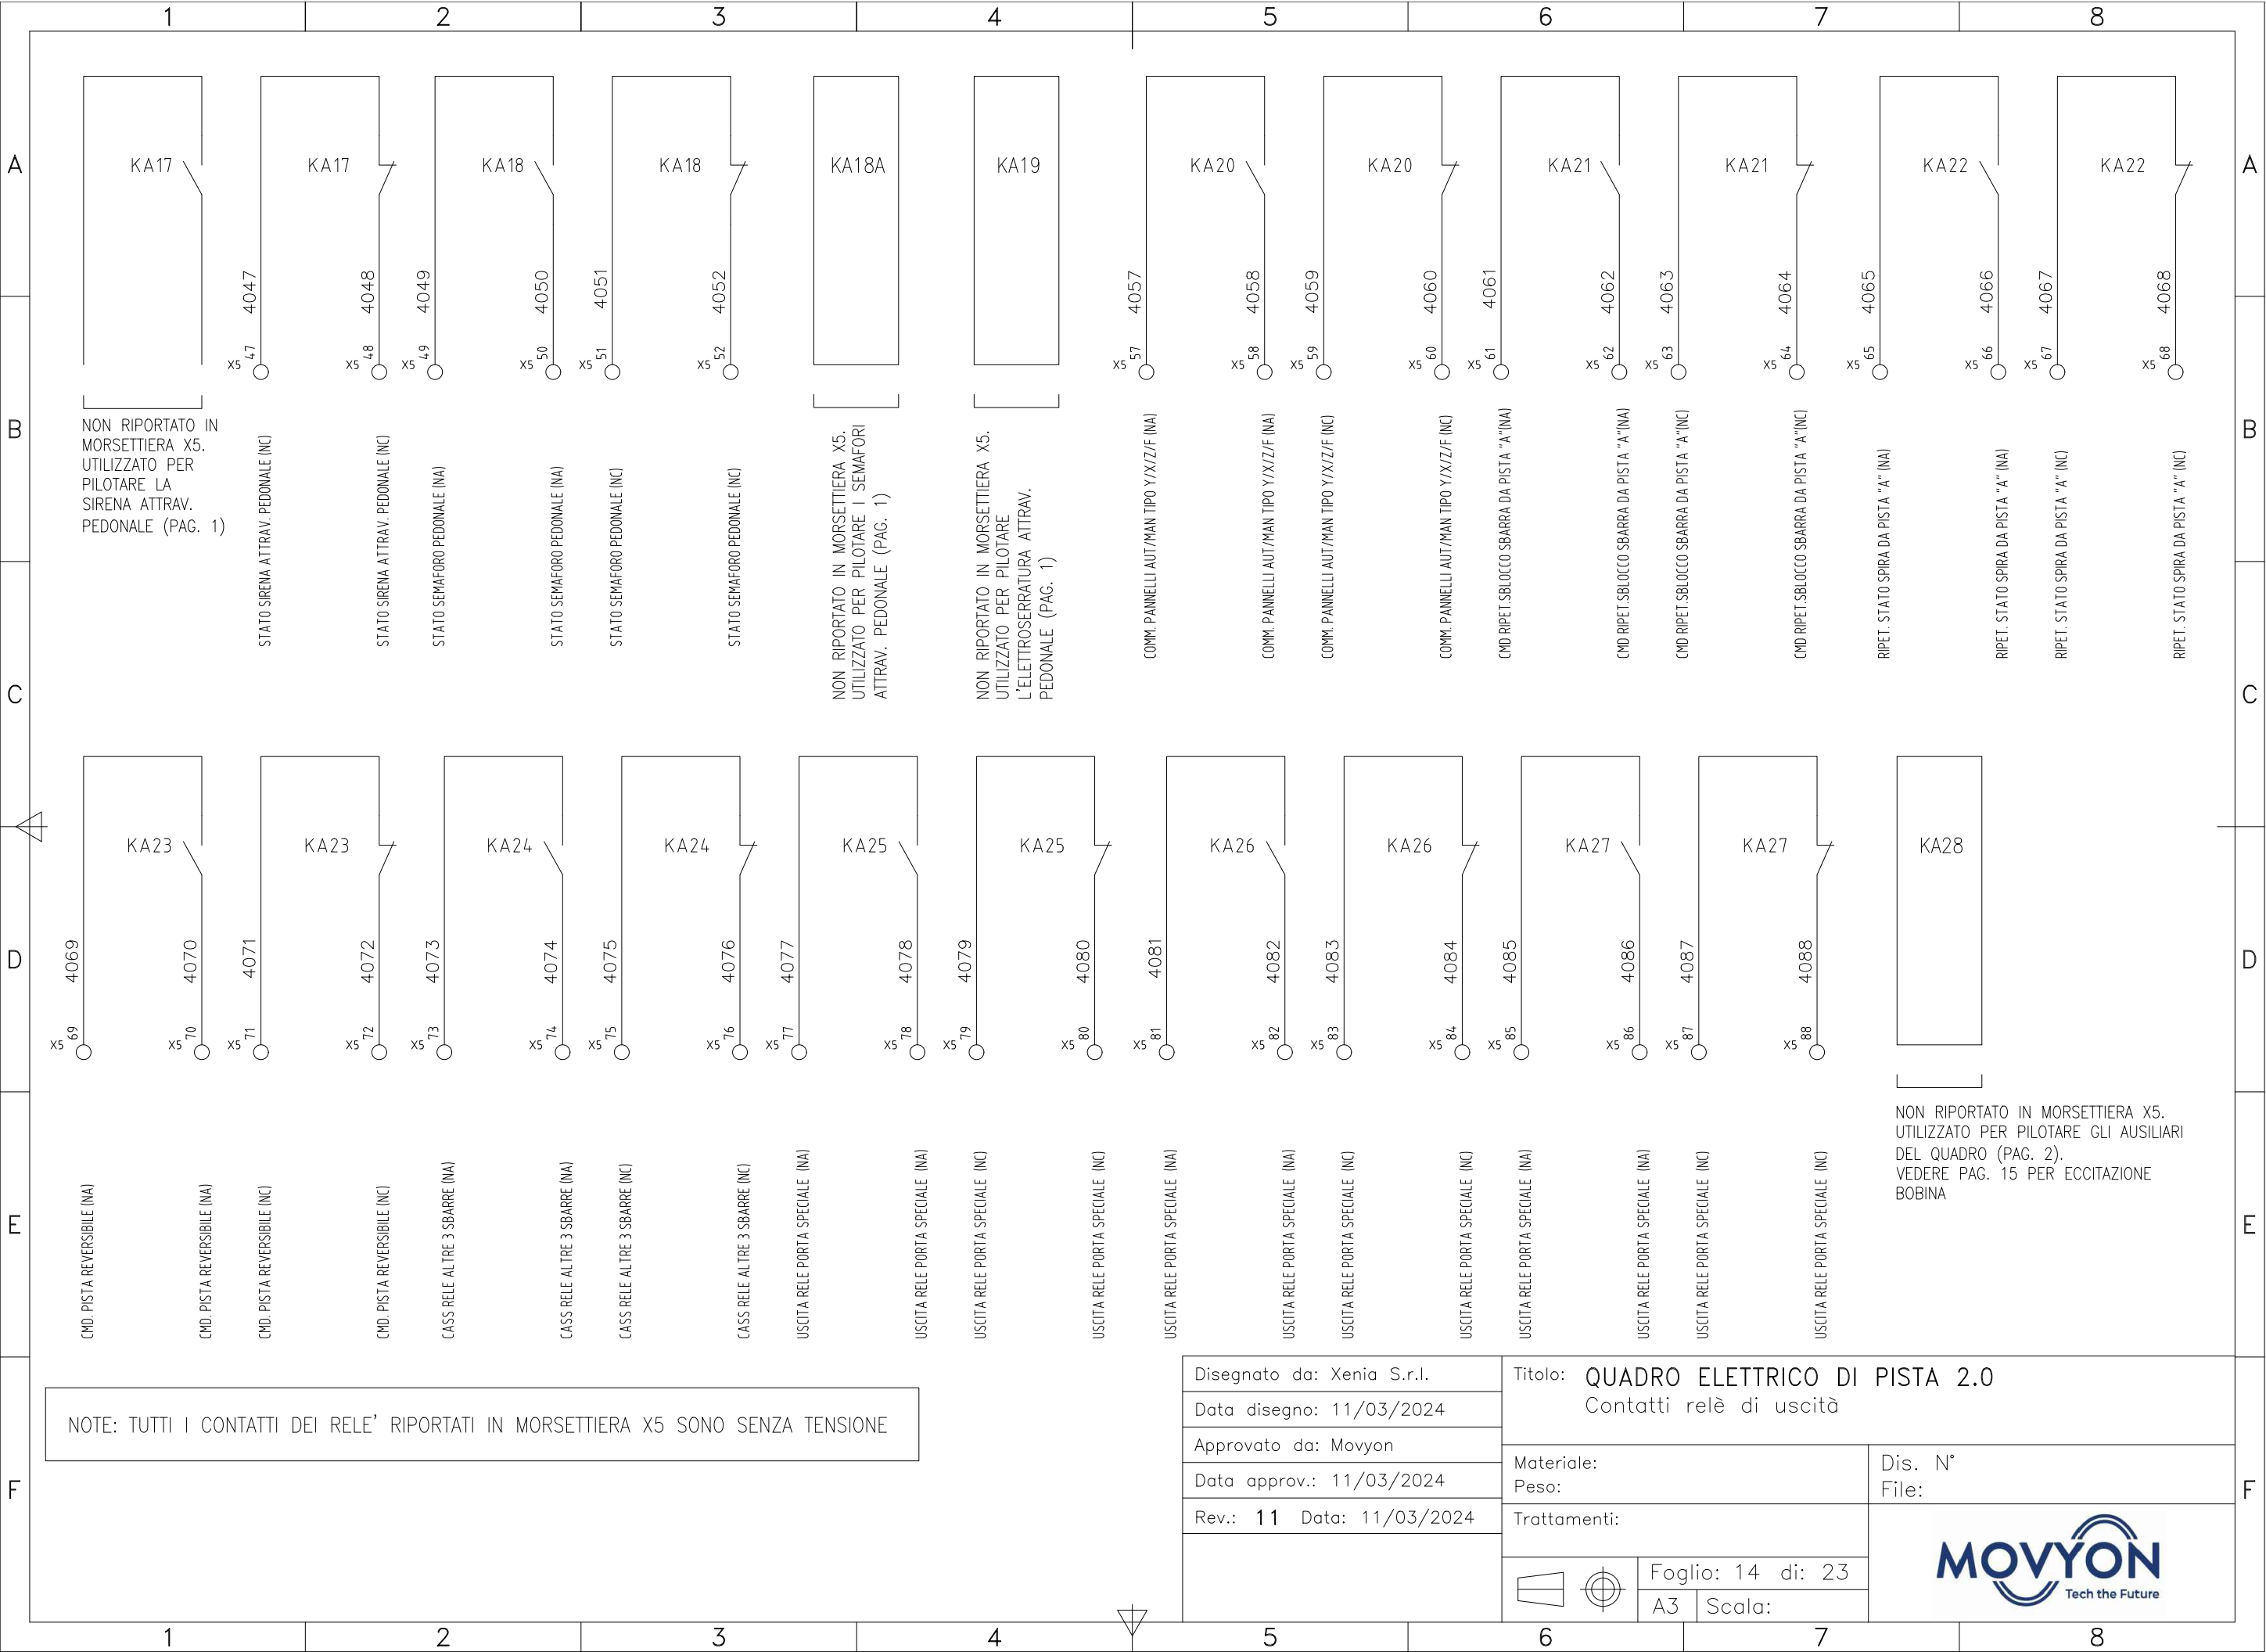 1 2 3 4 5 6 7 8
A A
KA17 KA17 KA18 KA18 KA18A KA19 KA20 KA20 KA21 KA21 KA22 KA22
4047 4048 4049 4050 4051 4052 4057 4058 4059 4060 4061 4062 4063 4064 4065 4066 4067 4068
X5 47 X5 48 X5 49 X5 50 X5 51 X5 52 X5 57 X5 58 X5 59 X5 60 X5 61 X5 62 X5 63 X5 64 X5 65 X5 66 X5 67 X5 68
B B
NON RIPORTATO IN
MORSETTIERA X5.
UTILIZZATO PER
PILOTARE LA
SIRENA ATTRAV.
PEDONALE (PAG. 1)
STATO SIRENA ATTRAV. PEDONALE (NC)
STATO SIRENA ATTRAV. PEDONALE (NC)
STATO SEMAFORO PEDONALE (NA)
STATO SEMAFORO PEDONALE (NA)
STATO SEMAFORO PEDONALE (NC)
STATO SEMAFORO PEDONALE (NC)
NON RIPORTATO IN MORSETTIERA X5.
UTILIZZATO PER PILOTARE I SEMAFORI
ATTRAV. PEDONALE (PAG. 1)
NON RIPORTATO IN MORSETTIERA X5.
UTILIZZATO PER PILOTARE
L'ELETTROSERRATURA ATTRAV.
PEDONALE (PAG. 1)
COMM. PANNELLI AUT/MAN TIPO Y/X/Z/F (NA)
COMM. PANNELLI AUT/MAN TIPO Y/X/Z/F (NA)
COMM. PANNELLI AUT/MAN TIPO Y/X/Z/F (NC)
COMM. PANNELLI AUT/MAN TIPO Y/X/Z/F (NC)
CMD RIPET.SBLOCCO SBARRA DA PISTA "A"(NA)
CMD RIPET.SBLOCCO SBARRA DA PISTA "A"(NA)
CMD RIPET.SBLOCCO SBARRA DA PISTA "A"(NC)
CMD RIPET.SBLOCCO SBARRA DA PISTA "A"(NC)
RIPET. STATO SPIRA DA PISTA "A" (NA)
RIPET. STATO SPIRA DA PISTA "A" (NA)
RIPET. STATO SPIRA DA PISTA "A" (NC)
RIPET. STATO SPIRA DA PISTA "A" (NC)
C C
KA23 KA23 KA24 KA24 KA25 KA25 KA26 KA26 KA27 KA27 KA28
D D
4069 4070 4071 4072 4073 4074 4075 4076 4077 4078 4079 4080 4081 4082 4083 4084 4085 4086 4087 4088
X5 69 X5 70 X5 71 X5 72 X5 73 X5 74 X5 75 X5 76 X5 77 X5 78 X5 79 X5 80 X5 81 X5 82 X5 83 X5 84 X5 85 X5 86 X5 87 X5 88
CMD. PISTA REVERSIBILE (NA)
CMD. PISTA REVERSIBILE (NA)
CMD. PISTA REVERSIBILE (NC)
CMD. PISTA REVERSIBILE (NC)
CASS RELE ALTRE 3 SBARRE (NA)
CASS RELE ALTRE 3 SBARRE (NA)
CASS RELE ALTRE 3 SBARRE (NC)
CASS RELE ALTRE 3 SBARRE (NC)
USCITA RELE PORTA SPECIALE (NA)
USCITA RELE PORTA SPECIALE (NA)
USCITA RELE PORTA SPECIALE (NC)
USCITA RELE PORTA SPECIALE (NC)
USCITA RELE PORTA SPECIALE (NA)
USCITA RELE PORTA SPECIALE (NA)
USCITA RELE PORTA SPECIALE (NC)
USCITA RELE PORTA SPECIALE (NC)
USCITA RELE PORTA SPECIALE (NA)
USCITA RELE PORTA SPECIALE (NA)
USCITA RELE PORTA SPECIALE (NC)
USCITA RELE PORTA SPECIALE (NC)
NON RIPORTATO IN MORSETTIERA X5.
UTILIZZATO PER PILOTARE GLI AUSILIARI
DEL QUADRO (PAG. 2).
VEDERE PAG. 15 PER ECCITAZIONE
BOBINA
E E
NOTE: TUTTI I CONTATTI DEI RELE' RIPORTATI IN MORSETTIERA X5 SONO SENZA TENSIONE
F F
Disegnato da: Xenia S.r.l.
Data disegno: 11/03/2024
Approvato da: Movyon
Data approv.: 11/03/2024
Rev.: 11 Data: 11/03/2024
Titolo: QUADRO ELETTRICO DI PISTA 2.0
Contatti relè di uscità
Materiale:
Peso:
Dis. N°
File:
Trattamenti:
Foglio: 14 di: 23
A3 Scala:
MOVYON
Tech the Future
1 2 3 4 5 6 7 8